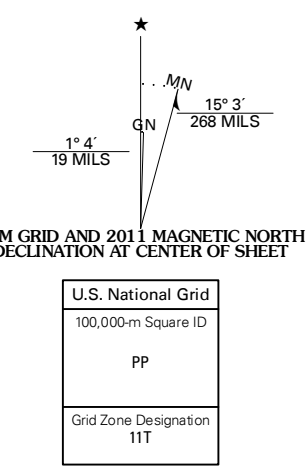 ★
MN
GN
15° 3´
268 MILS
1° 4´
19 MILS
M GRID AND 2011 MAGNETIC NORTH
DECLINATION AT CENTER OF SHEET
U.S. National Grid
100,000-m Square ID
PP
Grid Zone Designation
11T